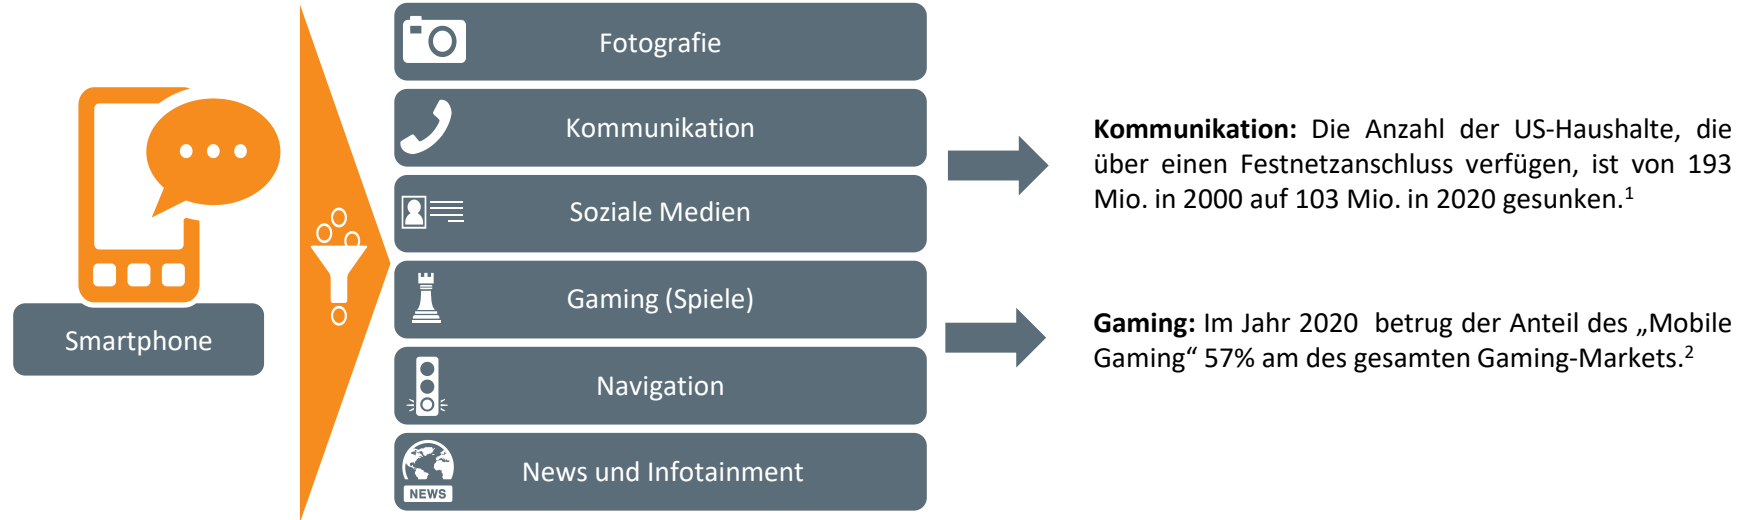 Smartphone
Fotografie
Kommunikation
Soziale Medien
Gaming (Spiele)
Navigation
NEWS
News und Infotainment
Kommunikation: Die Anzahl der US-Haushalte, die
über einen Festnetzanschluss verfügen, ist von 193
Mio. in 2000 auf 103 Mio. in 2020 gesunken.¹
Gaming: Im Jahr 2020  betrug der Anteil des „Mobile
Gaming“ 57% am des gesamten Gaming-Markets.²